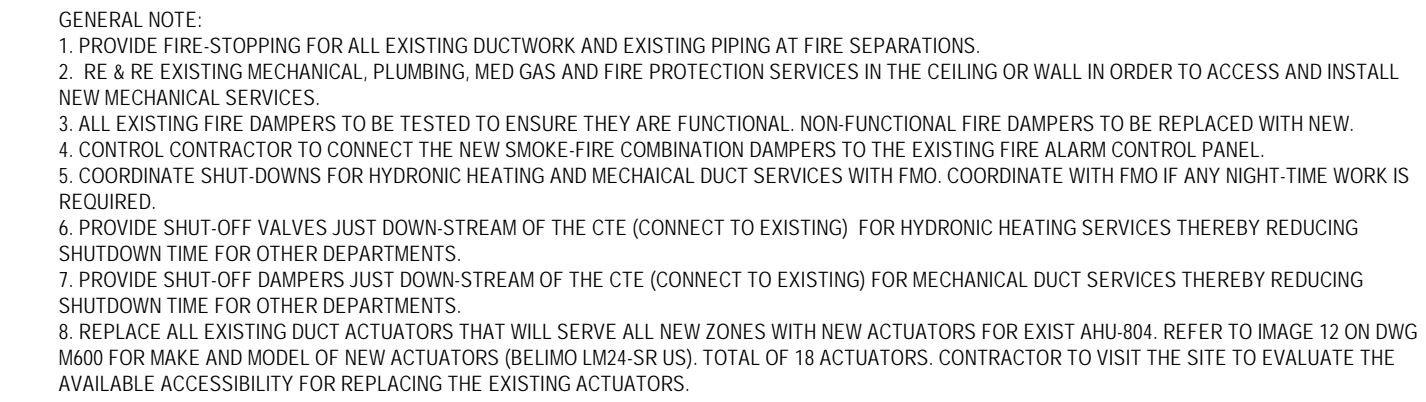 GENERAL NOTE:
1. PROVIDE FIRE-STOPPING FOR ALL EXISTING DUCTWORK AND EXISTING PIPING AT FIRE SEPARATIONS.
2.  RE & RE EXISTING MECHANICAL, PLUMBING, MED GAS AND FIRE PROTECTION SERVICES IN THE CEILING OR WALL IN ORDER TO ACCESS AND INSTALL
NEW MECHANICAL SERVICES.
3. ALL EXISTING FIRE DAMPERS TO BE TESTED TO ENSURE THEY ARE FUNCTIONAL. NON-FUNCTIONAL FIRE DAMPERS TO BE REPLACED WITH NEW.
4. CONTROL CONTRACTOR TO CONNECT THE NEW SMOKE-FIRE COMBINATION DAMPERS TO THE EXISTING FIRE ALARM CONTROL PANEL.
5. COORDINATE SHUT-DOWNS FOR HYDRONIC HEATING AND MECHAICAL DUCT SERVICES WITH FMO. COORDINATE WITH FMO IF ANY NIGHT-TIME WORK IS
REQUIRED.
6. PROVIDE SHUT-OFF VALVES JUST DOWN-STREAM OF THE CTE (CONNECT TO EXISTING)  FOR HYDRONIC HEATING SERVICES THEREBY REDUCING
SHUTDOWN TIME FOR OTHER DEPARTMENTS.
7. PROVIDE SHUT-OFF DAMPERS JUST DOWN-STREAM OF THE CTE (CONNECT TO EXISTING) FOR MECHANICAL DUCT SERVICES THEREBY REDUCING
SHUTDOWN TIME FOR OTHER DEPARTMENTS.
8. REPLACE ALL EXISTING DUCT ACTUATORS THAT WILL SERVE ALL NEW ZONES WITH NEW ACTUATORS FOR EXIST AHU-804. REFER TO IMAGE 12 ON DWG
M600 FOR MAKE AND MODEL OF NEW ACTUATORS (BELIMO LM24-SR US). TOTAL OF 18 ACTUATORS. CONTRACTOR TO VISIT THE SITE TO EVALUATE THE
AVAILABLE ACCESSIBILITY FOR REPLACING THE EXISTING ACTUATORS.